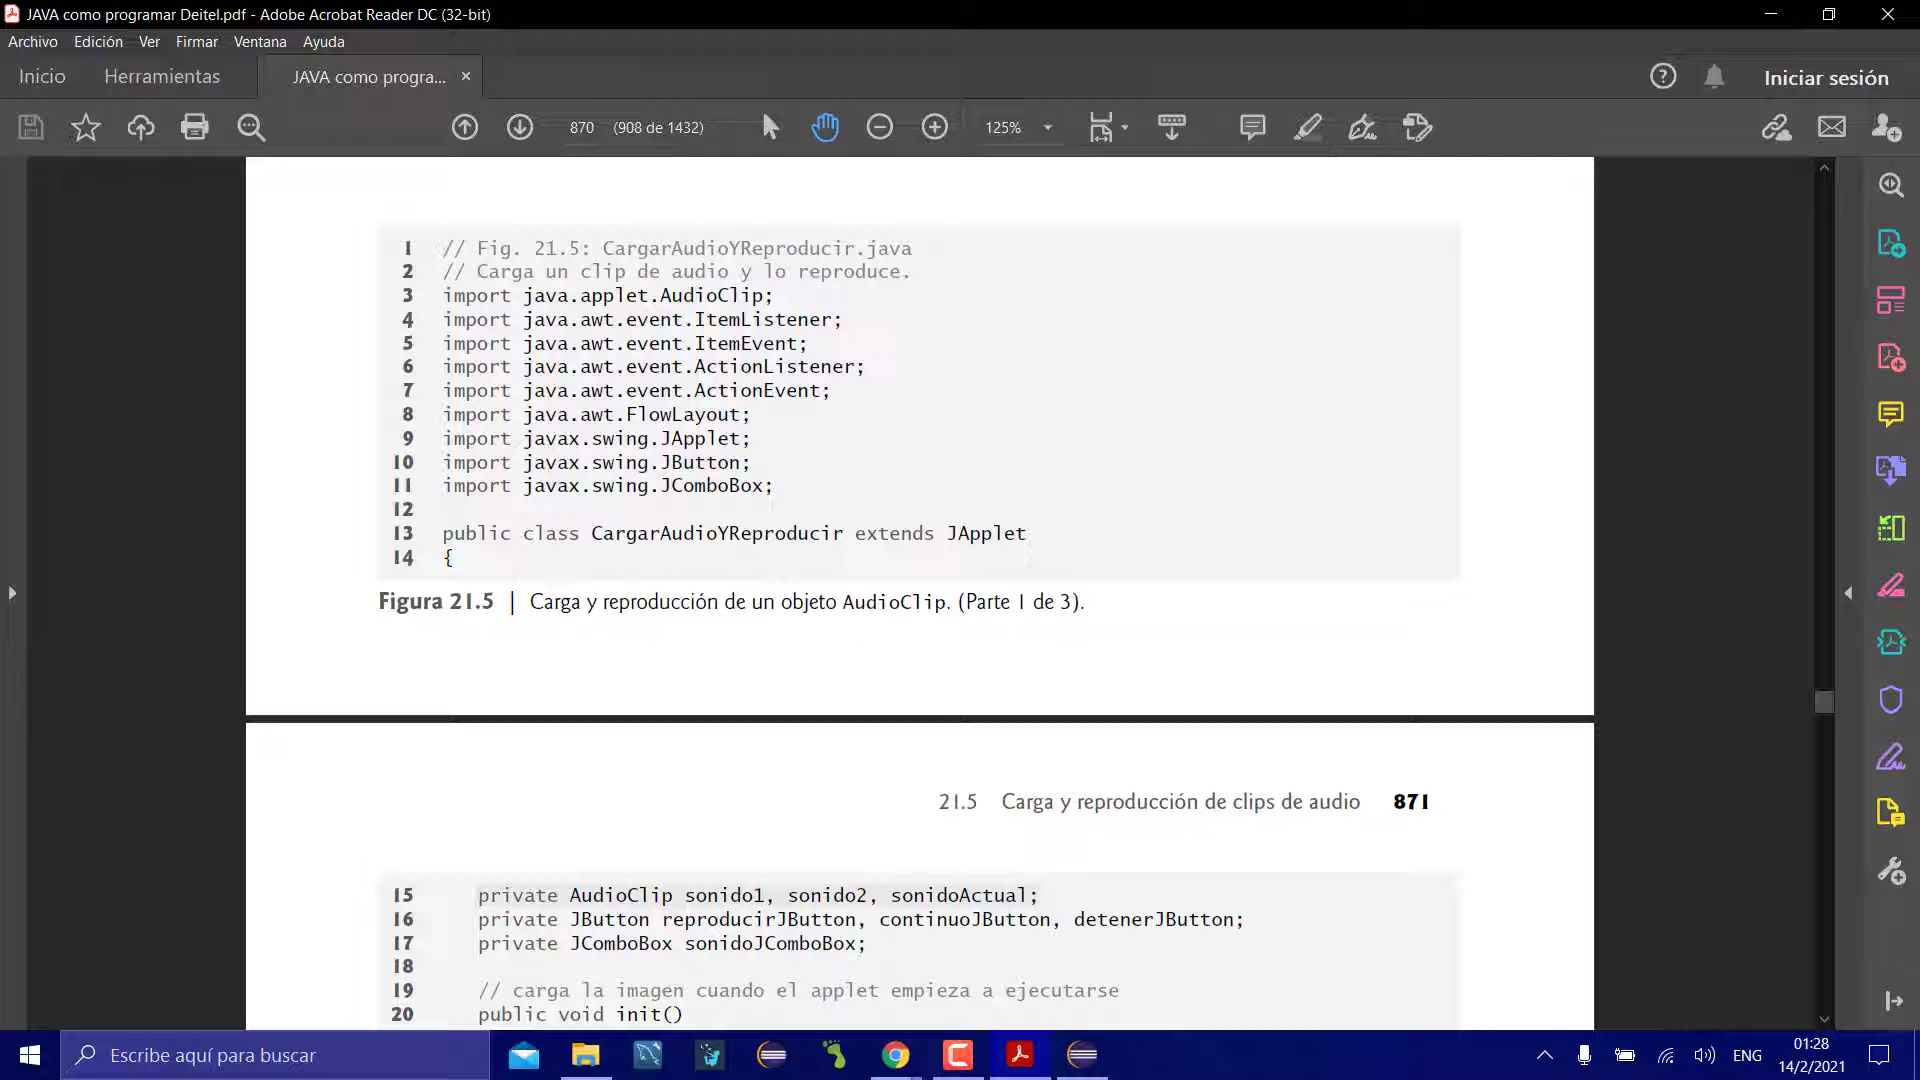 JAVA como programar Deitel.pdf - Adobe Acrobat Reader DC (32-bit)
Archivo Edición Ver Firmar Ventana Ayuda
Inicio Herramientas JAVA como progra... × Iniciar sesión
870 (908 de 1432) 125%
1 // Fig. 21.5: CargarAudioYReproducir.java
2 // Carga un clip de audio y lo reproduce.
3 import java.applet.AudioClip;
4 import java.awt.event.ItemListener;
5 import java.awt.event.ItemEvent;
6 import java.awt.event.ActionListener;
7 import java.awt.event.ActionEvent;
8 import java.awt.FlowLayout;
9 import javax.swing.JApplet;
10 import javax.swing.JButton;
11 import javax.swing.JComboBox;
12
13 public class CargarAudioYReproducir extends JApplet
14 {
Figura 21.5 | Carga y reproducción de un objeto AudioClip. (Parte 1 de 3).
21.5 Carga y reproducción de clips de audio 871
15 private AudioClip sonido1, sonido2, sonidoActual;
16 private JButton reproducirJButton, continuoJButton, detenerJButton;
17 private JComboBox sonidoJComboBox;
18
19 // carga la imagen cuando el applet empieza a ejecutarse
20 public void init()
Escribe aquí para buscar
ENG
01:28
14/2/2021